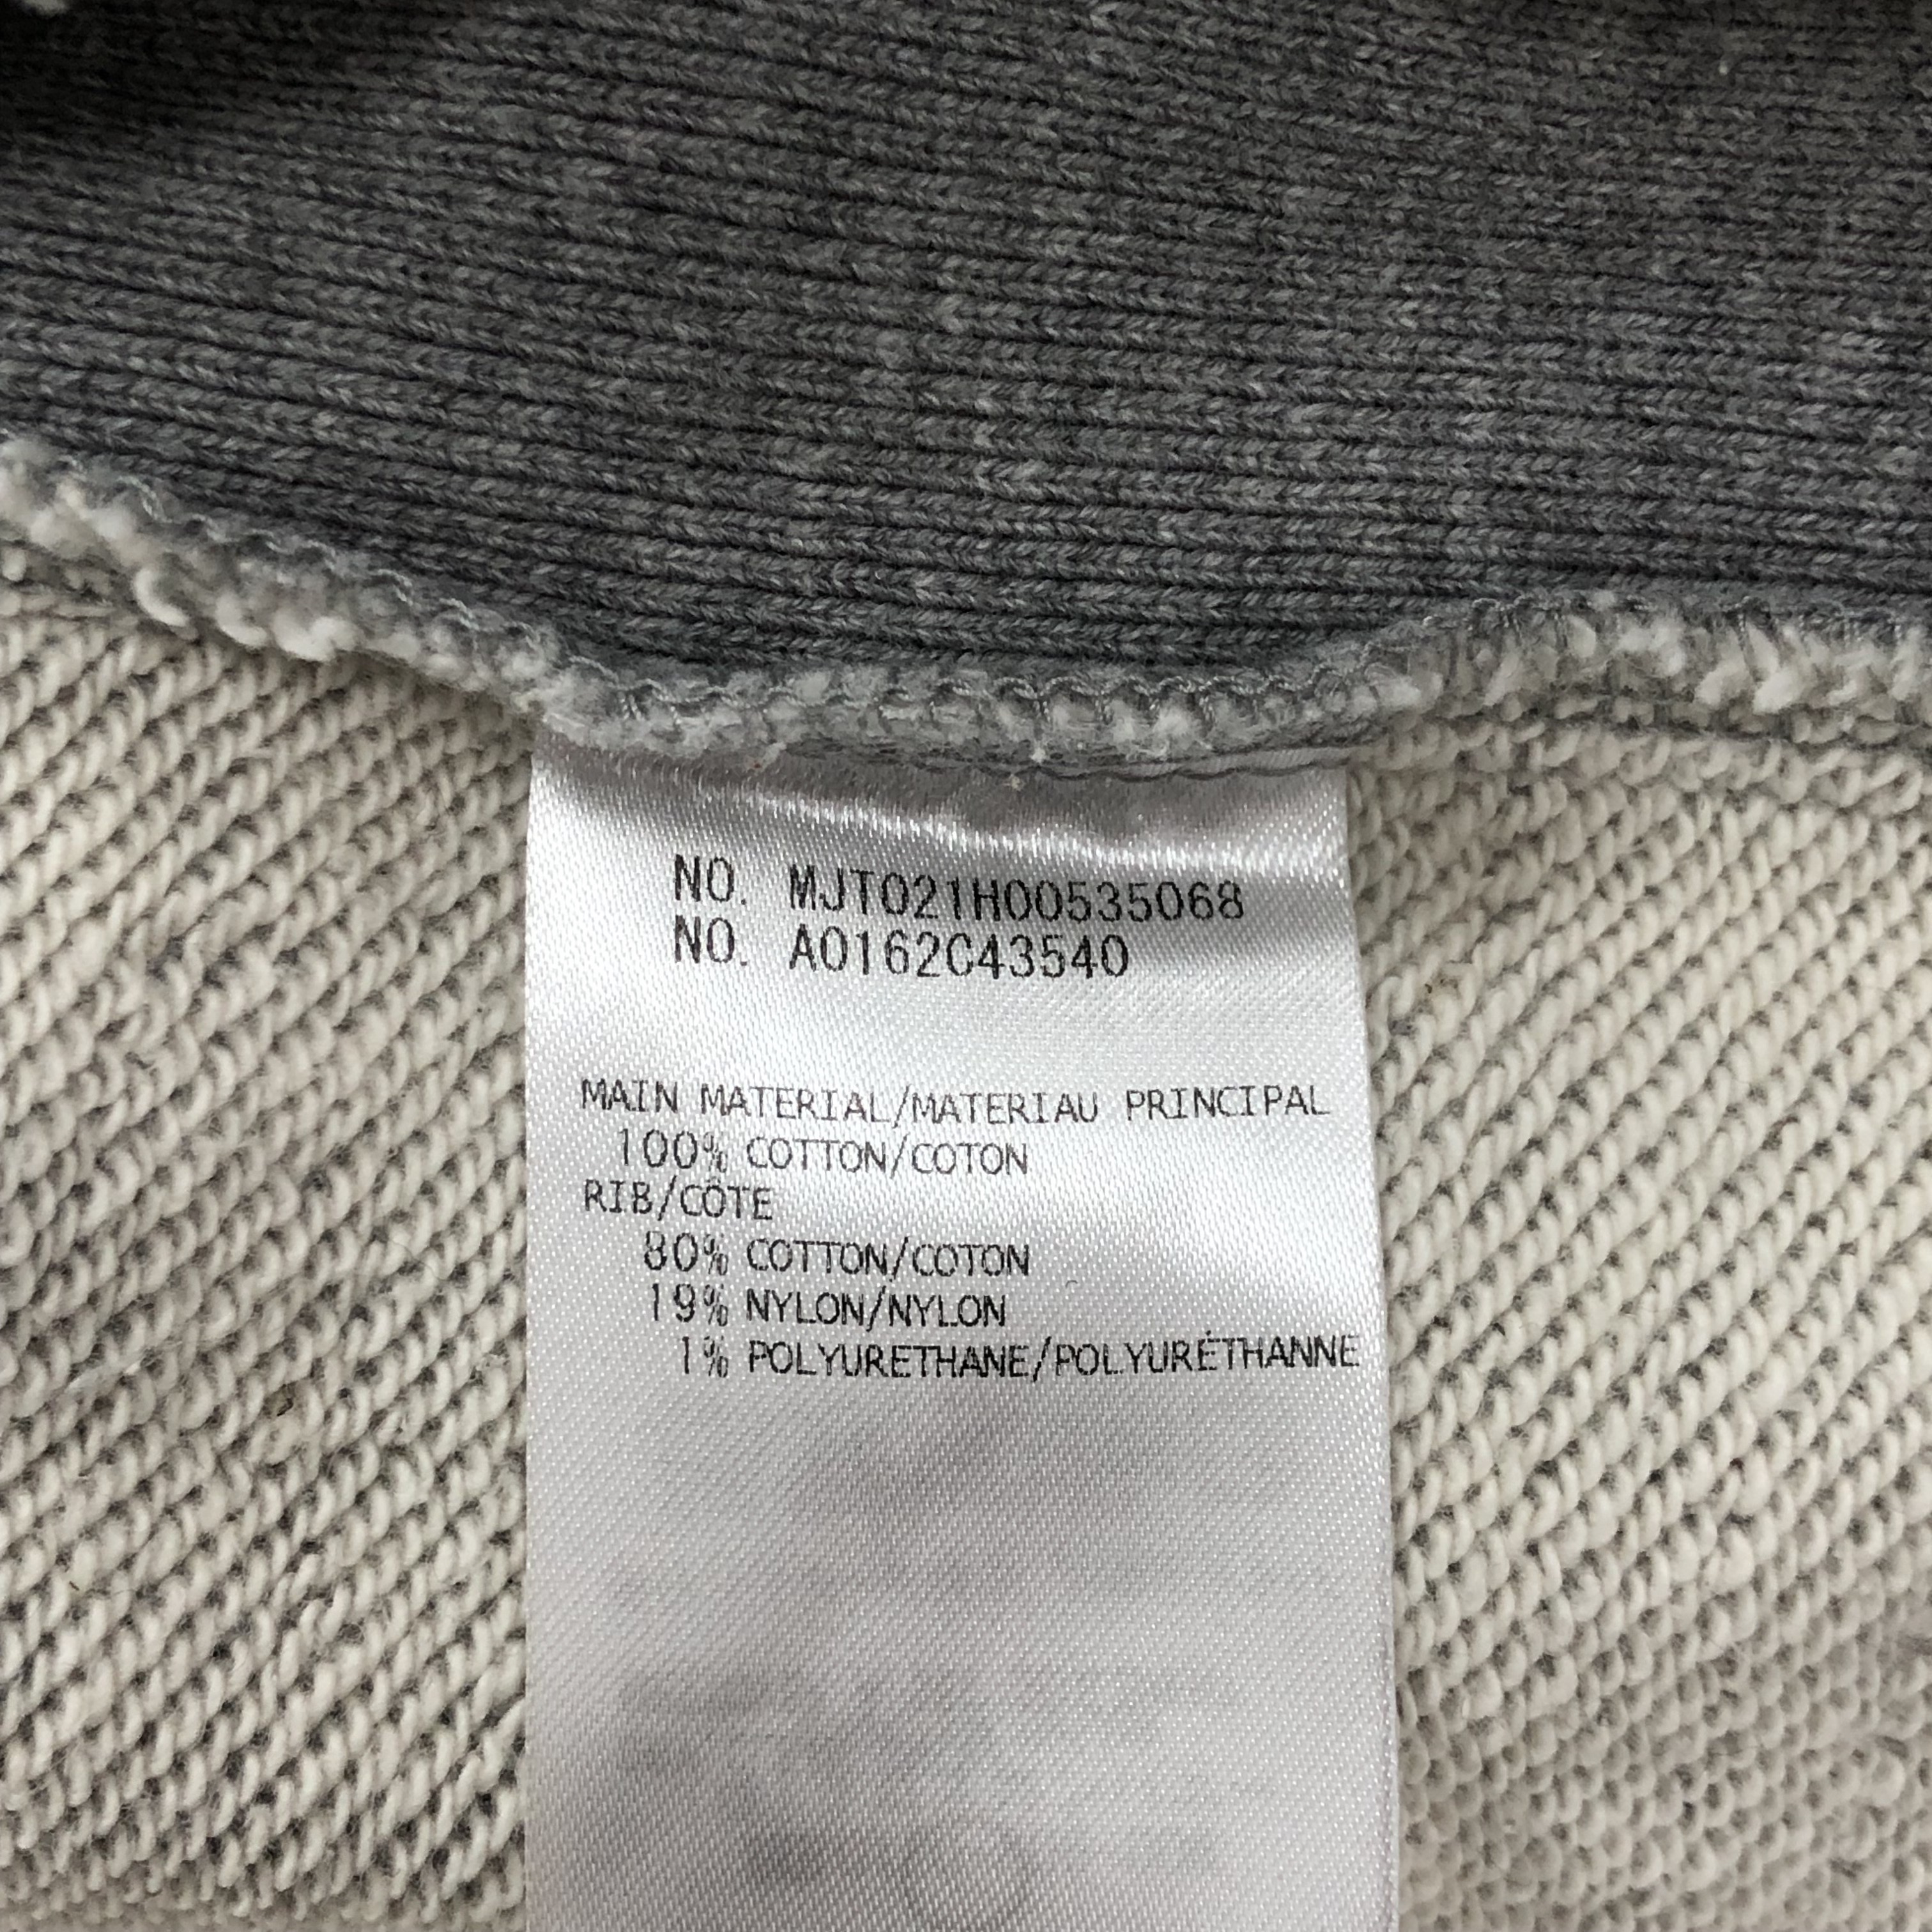 NO. MJT021H00535068
NO. A0162C43540
MAIN MATERIAL/MATERIAU PRINCIPAL
100% COTTON/COTON
RIB/CÔTE
80% COTTON/COTON
19% NYLON/NYLON
1% POLYURETHANE/POLYURÉTHANNE